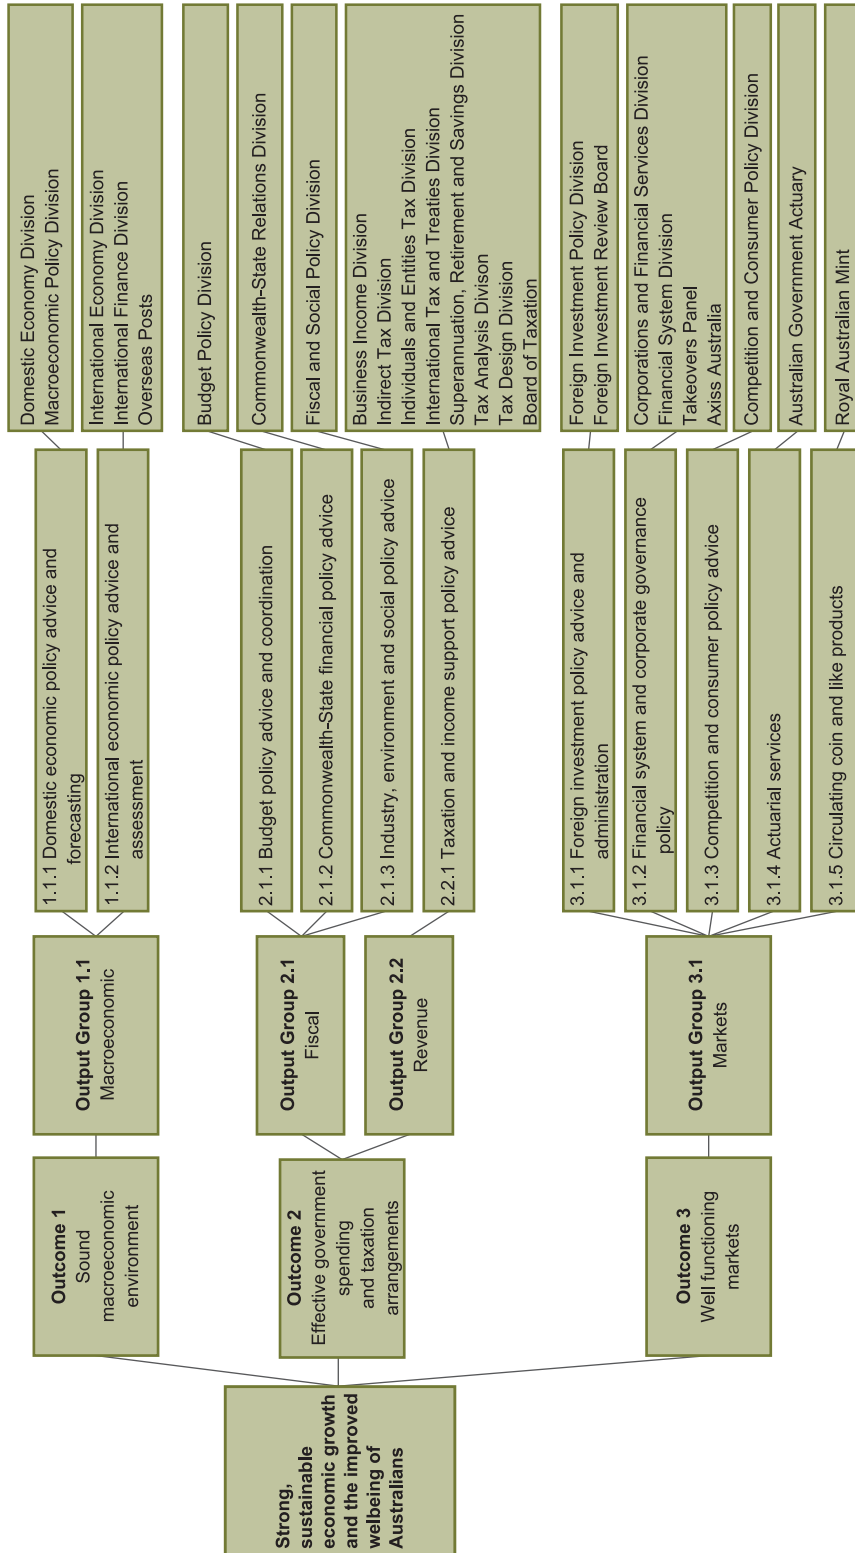 Strong,
sustainable
economic growth
and the improved
welbeing of
Australians
Outcome 1
Sound
macroeconomic
environment
Outcome 2
Effective government
spending
and taxation
arrangements
Outcome 3
Well functioning
markets
Output Group 1.1
Macroeconomic
Output Group 2.1
Fiscal
Output Group 2.2
Revenue
Output Group 3.1
Markets
1.1.1 Domestic economic policy advice and
forecasting
1.1.2 International economic policy advice and
assessment
2.1.1 Budget policy advice and coordination
2.1.2 Commonwealth-State financial policy advice
2.1.3 Industry, environment and social policy advice
2.2.1 Taxation and income support policy advice
3.1.1 Foreign investment policy advice and
administration
3.1.2 Financial system and corporate governance
policy
3.1.3 Competition and consumer policy advice
3.1.4 Actuarial services
3.1.5 Circulating coin and like products
Domestic Economy Division
Macroeconomic Policy Division
International Economy Division
International Finance Division
Overseas Posts
Budget Policy Division
Commonwealth-State Relations Division
Fiscal and Social Policy Division
Business Income Division
Indirect Tax Division
Individuals and Entities Tax Division
International Tax and Treaties Division
Superannuation, Retirement and Savings Division
Tax Analysis Divison
Tax Design Division
Board of Taxation
Foreign Investment Policy Division
Foreign Investment Review Board
Corporations and Financial Services Division
Financial System Division
Takeovers Panel
Axiss Australia
Competition and Consumer Policy Division
Australian Government Actuary
Royal Australian Mint